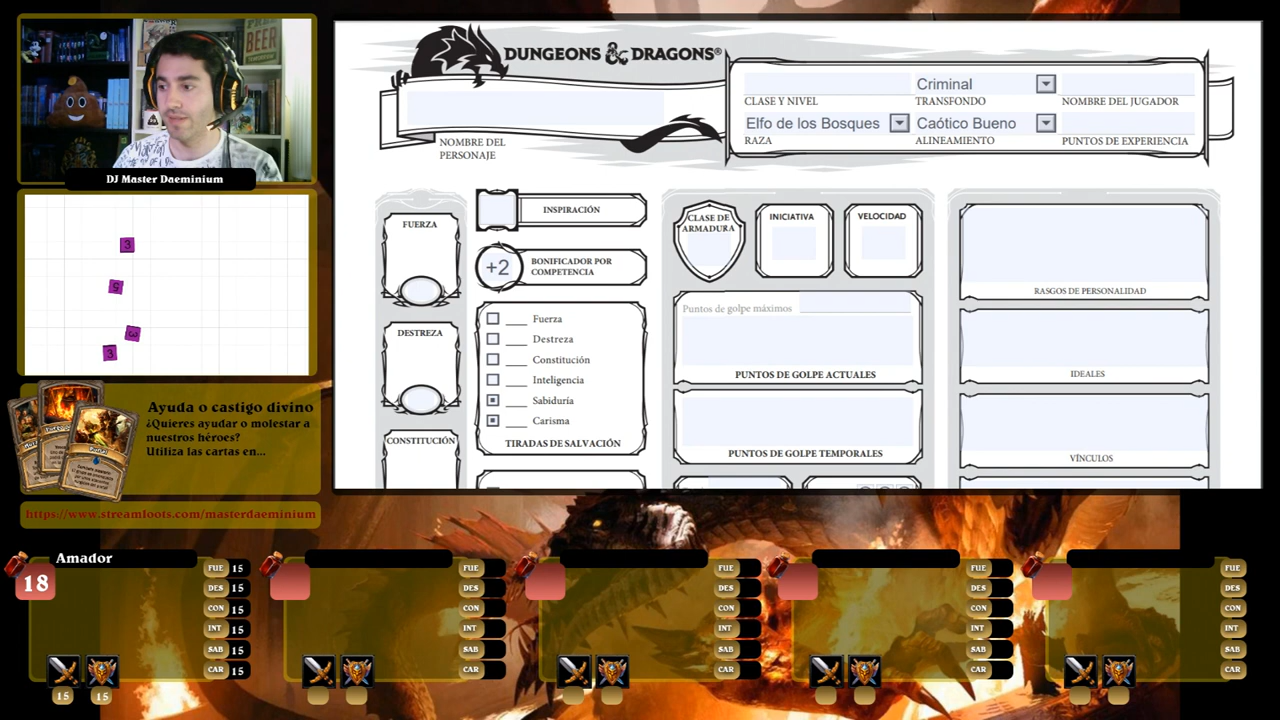 FREE
BEER
DJ Master Daeminium
3
5
3
3
Ayuda o castigo divino
¿Quieres ayudar o molestar a
nuestros héroes?
Utiliza las cartas en...
https://www.streamloots.com/masterdaeminium
DUNGEONS & DRAGONS®
NOMBRE DEL
PERSONAJE
Criminal
CLASE Y NIVEL TRANSFONDO NOMBRE DEL JUGADOR
Elfo de los Bosques Caótico Bueno
RAZA ALINEAMIENTO PUNTOS DE EXPERIENCIA
FUERZA
DESTREZA
CONSTITUCIÓN
INSPIRACIÓN
+2 BONIFICADOR POR
COMPETENCIA
Fuerza
Destreza
Constitución
Inteligencia
Sabiduría
Carisma
TIRADAS DE SALVACIÓN
CLASE DE
ARMADURA
INICIATIVA
VELOCIDAD
Puntos de golpe máximos
PUNTOS DE GOLPE ACTUALES
PUNTOS DE GOLPE TEMPORALES
RASGOS DE PERSONALIDAD
IDEALES
VÍNCULOS
Amador
18
FUE 15
DES 15
CON 15
INT 15
SAB 15
CAR 15
15 15
FUE
DES
CON
INT
SAB
CAR
FUE
DES
CON
INT
SAB
CAR
FUE
DES
CON
INT
SAB
CAR
FUE
DES
CON
INT
SAB
CAR